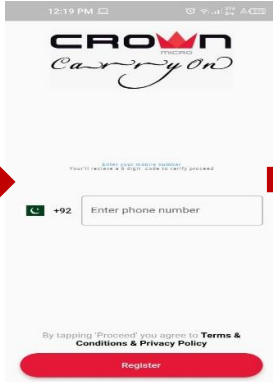 12:19 PM
CROWN
MICRO
Carry On
Enter your mobile number
You'll recieve a 6 digit code to verify proceed
+92 Enter phone number
By tapping 'Proceed' you agree to Terms &
Conditions & Privacy Policy
Register